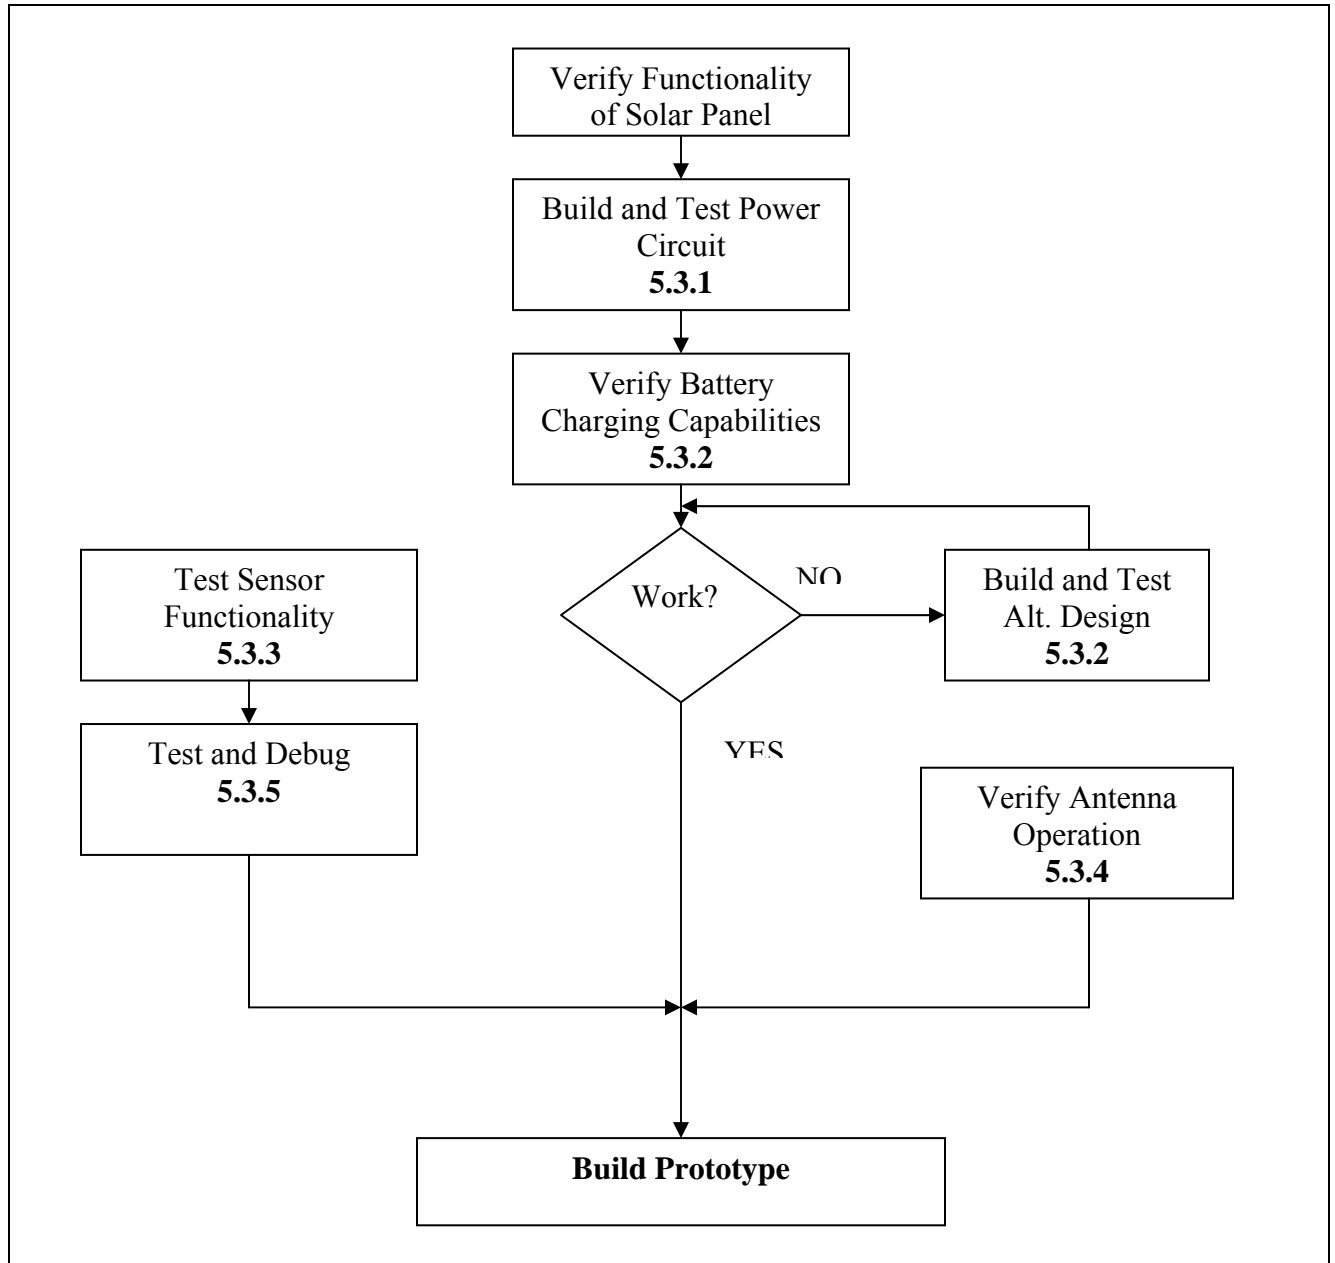 Verify Functionality
of Solar Panel
Build and Test Power
Circuit
5.3.1
Verify Battery
Charging Capabilities
5.3.2
Work?
NO
Build and Test
Alt. Design
5.3.2
Test Sensor
Functionality
5.3.3
Test and Debug
5.3.5
YES
Verify Antenna
Operation
5.3.4
Build Prototype